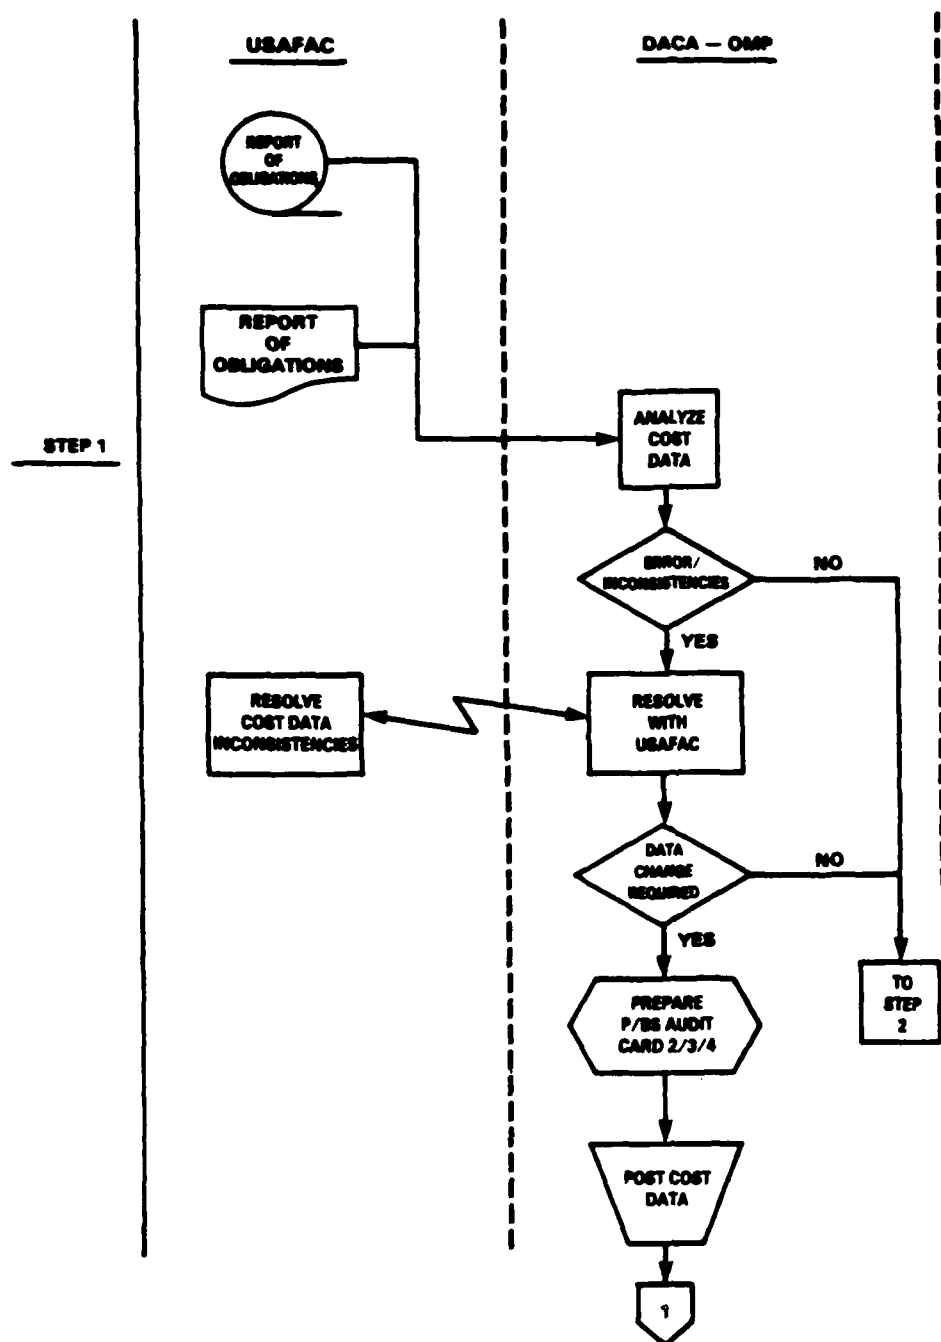 USAFAC
DACA – OMP
REPORT
OF
OBLIGATIONS
REPORT
OF
OBLIGATIONS
STEP 1
ANALYZE
COST
DATA
ERROR/
INCONSISTENCIES
NO
YES
RESOLVE
COST DATA
INCONSISTENCIES
RESOLVE
WITH
USAFAC
DATA
CHANGE
REQUIRED
NO
YES
PREPARE
P/BS AUDIT
CARD 2/3/4
TO
STEP
2
POST COST
DATA
1